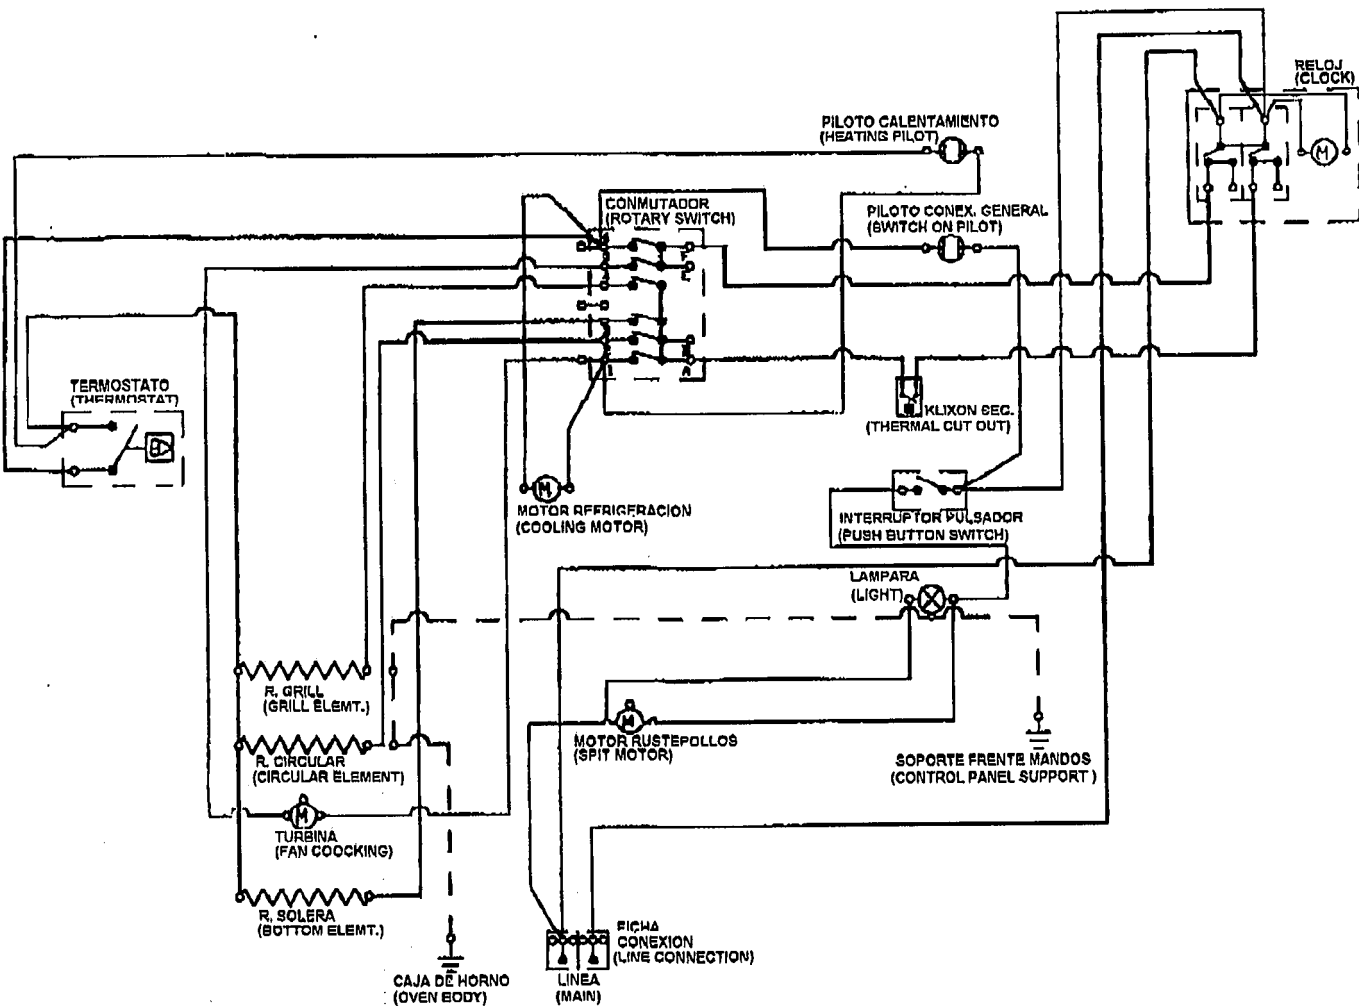 RELOJ
(CLOCK)
M
PILOTO CALENTAMIENTO
(HEATING PILOT)
CONMUTADOR
(ROTARY SWITCH)
PILOTO CONEX. GENERAL
(SWITCH ON PILOT)
TERMOSTATO
(THERMOSTAT)
KLIXON SEC.
(THERMAL CUT OUT)
M
MOTOR REFRIGERACION
(COOLING MOTOR)
INTERRUPTOR PULSADOR
(PUSH BUTTON SWITCH)
LAMPARA
(LIGHT)
R. GRILL
(GRILL ELEMT.)
M
MOTOR RUSTEPOLLOS
(SPIT MOTOR)
R. CIRCULAR
(CIRCULAR ELEMENT)
SOPORTE FRENTE MANDOS
(CONTROL PANEL SUPPORT )
M
TURBINA
(FAN COOCKING)
R. SOLERA
(BOTTOM ELEMT.)
FICHA
CONEXION
(LINE CONNECTION)
CAJA DE HORNO
(OVEN BODY)
LINEA
(MAIN)